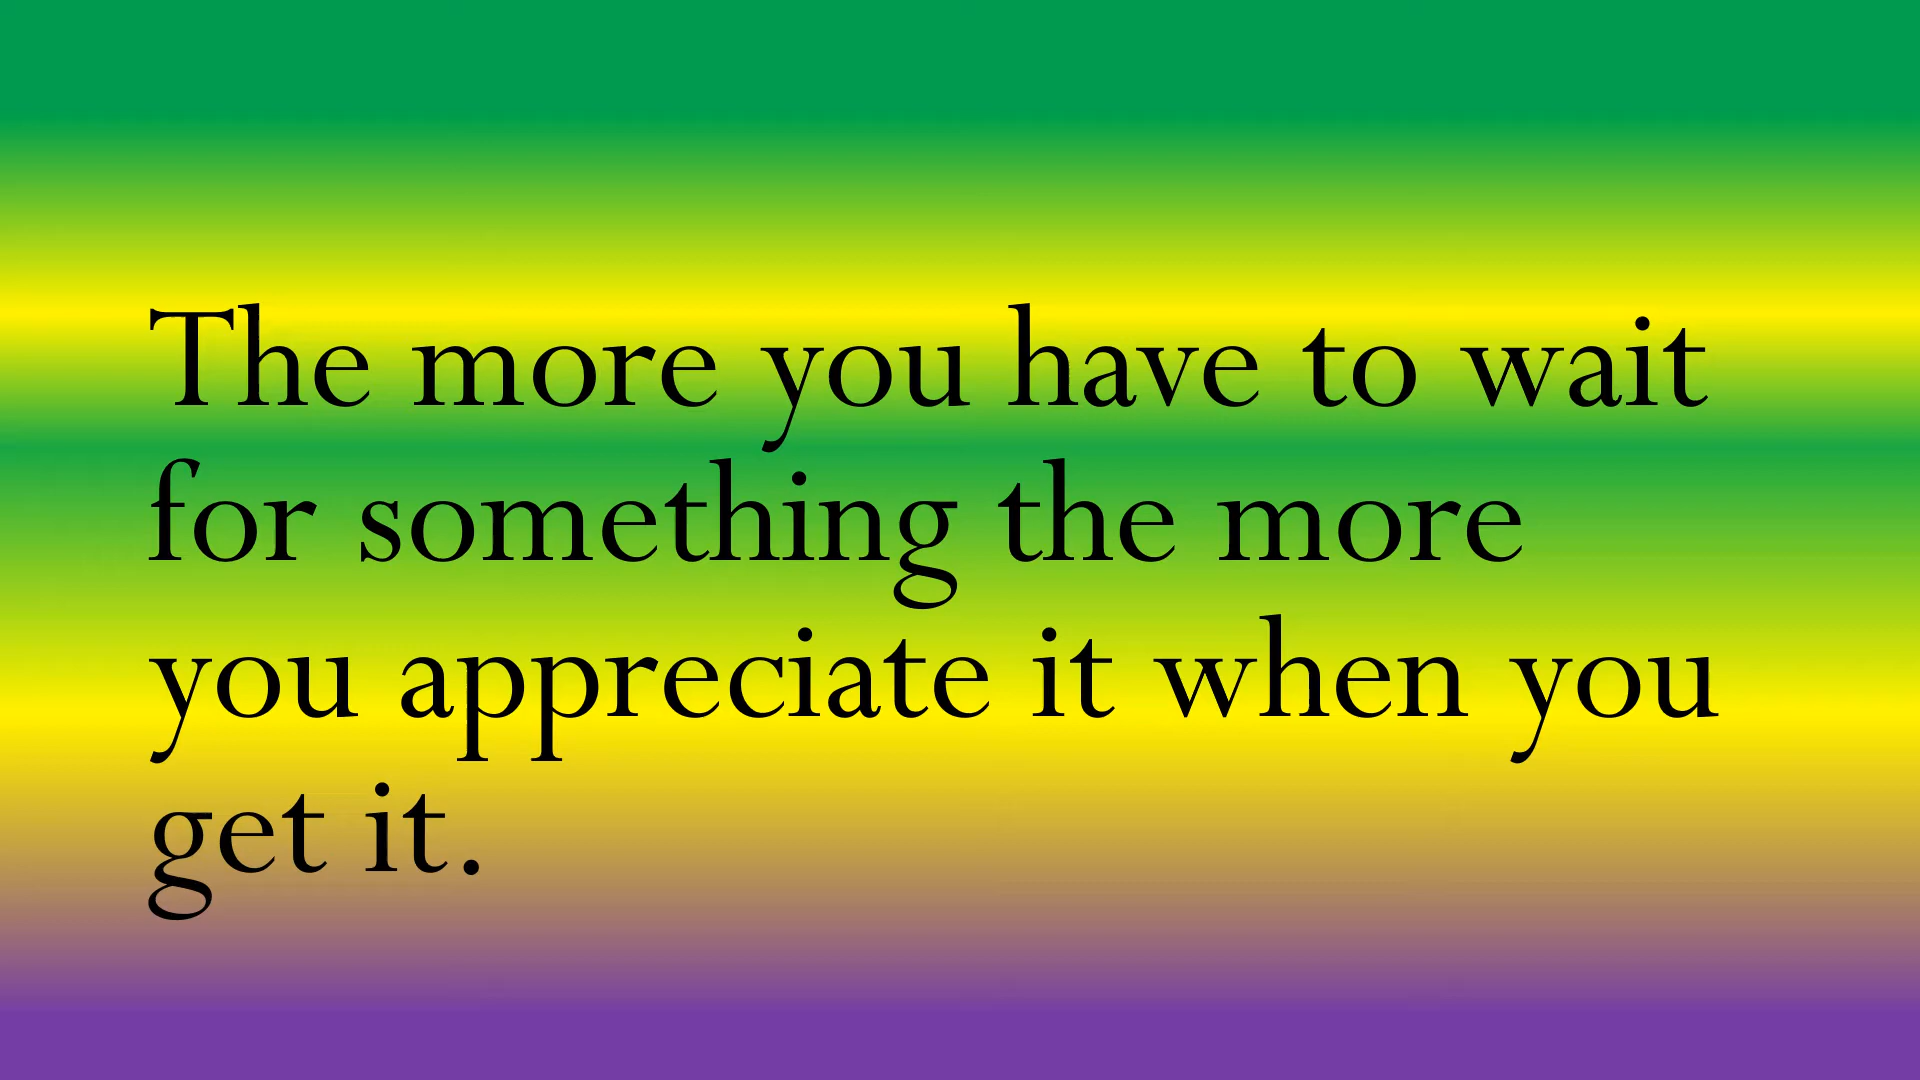 The more you have to wait
for something the more
you appreciate it when you
get it.